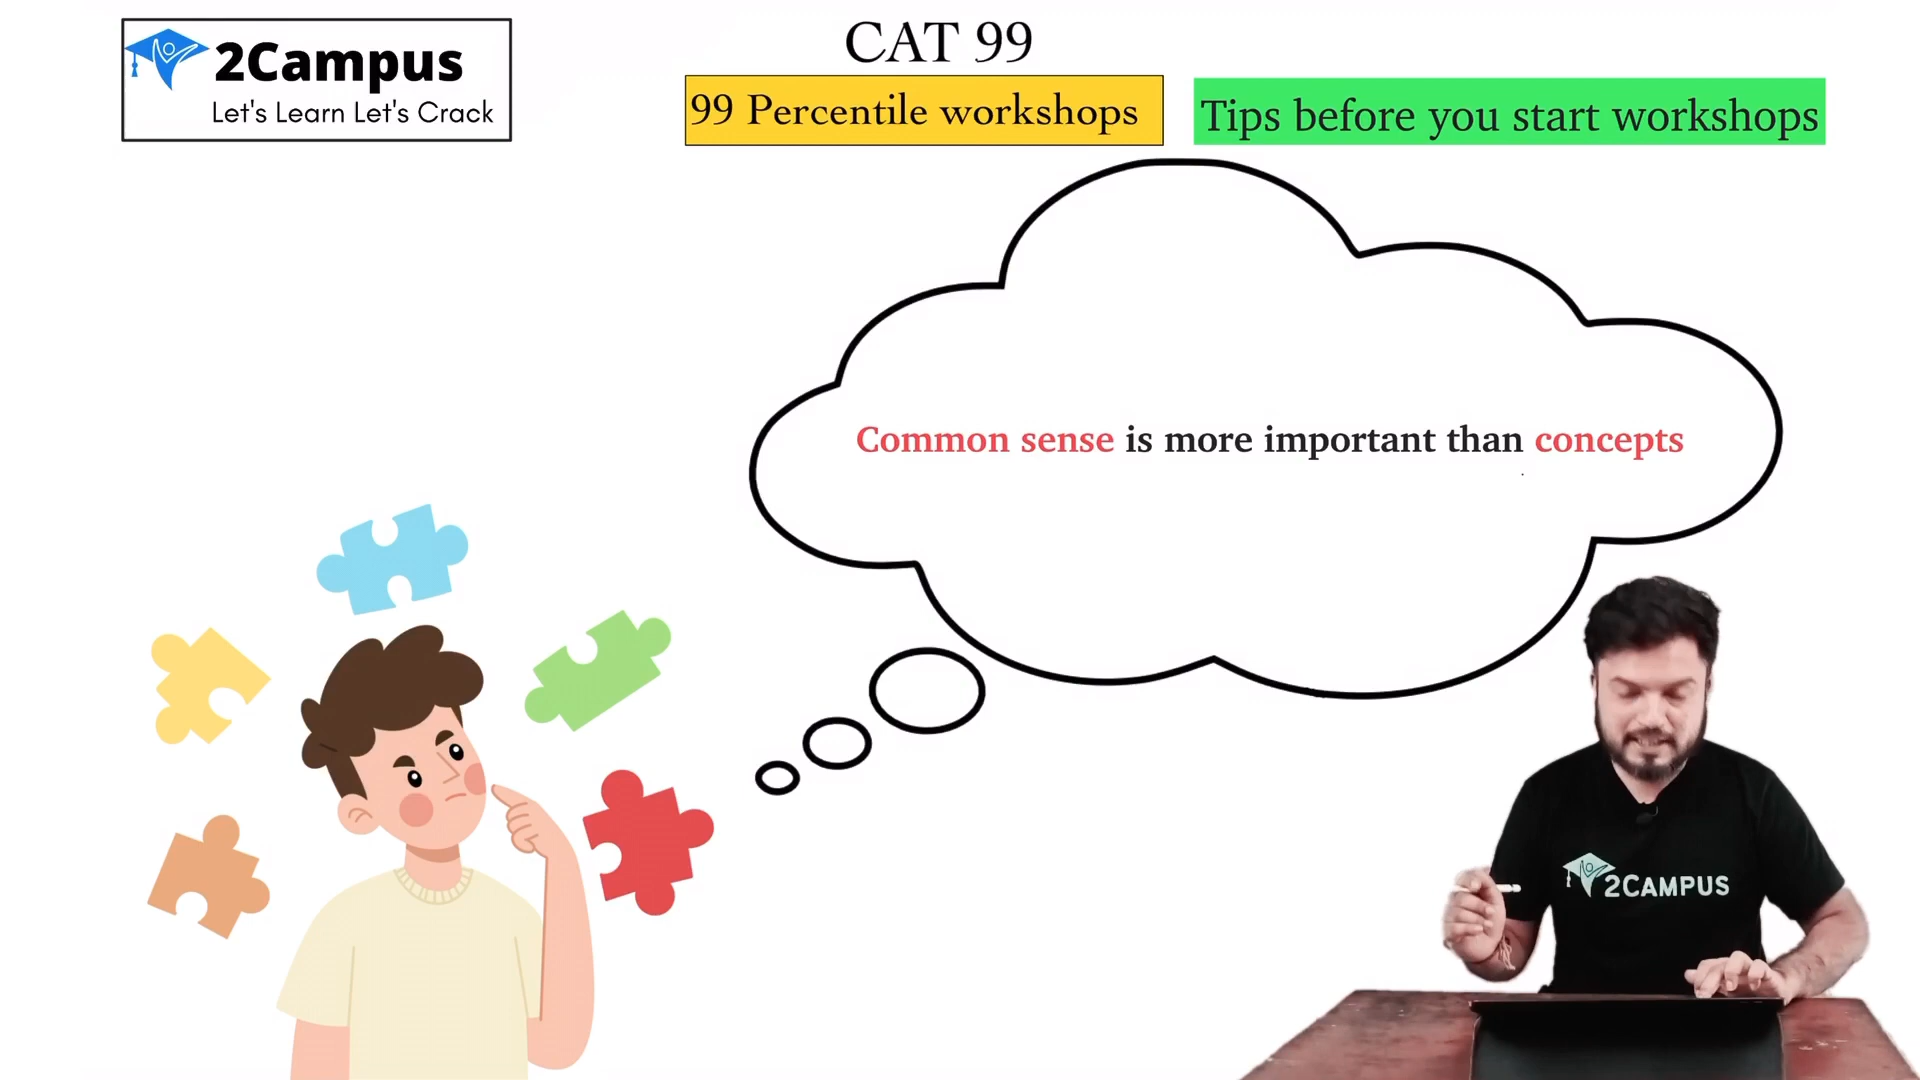 2Campus
Let's Learn Let's Crack
CAT 99
99 Percentile workshops
Tips before you start workshops
Common sense is more important than concepts
2CAMPUS